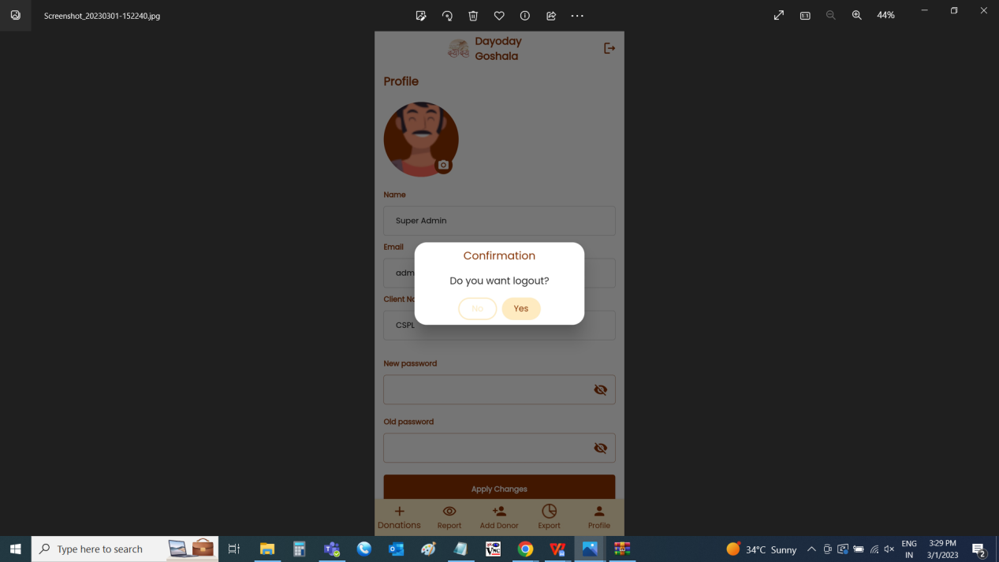 Screenshot_20230301-152240.jpg
44%
Dayoday
Goshala
Profile
Name
Super Admin
Email
adm
Client No
CSPL
Confirmation
Do you want logout?
No
Yes
New password
Old password
Apply Changes
Donations
Report
Add Donor
Export
Profile
Type here to search
34°C Sunny
ENG
IN
3:29 PM
3/1/2023
2